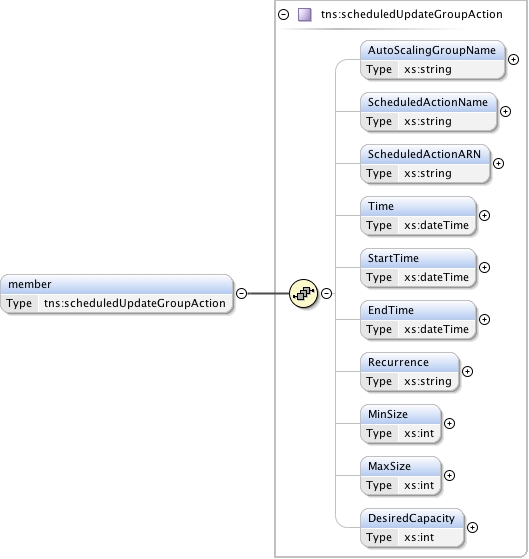 tns:scheduledUpdateGroupAction
AutoScalingGroupName
Type xs:string
ScheduledActionName
Type xs:string
ScheduledActionARN
Type xs:string
Time
Type xs:dateTime
StartTime
Type xs:dateTime
member
Type tns:scheduledUpdateGroupAction
EndTime
Type xs:dateTime
Recurrence
Type xs:string
MinSize
Type xs:int
MaxSize
Type xs:int
DesiredCapacity
Type xs:int